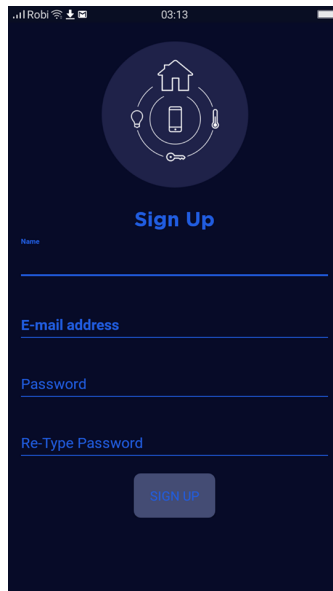 Robi 03:13
Sign Up
Name
E-mail address
Password
Re-Type Password
SIGN UP